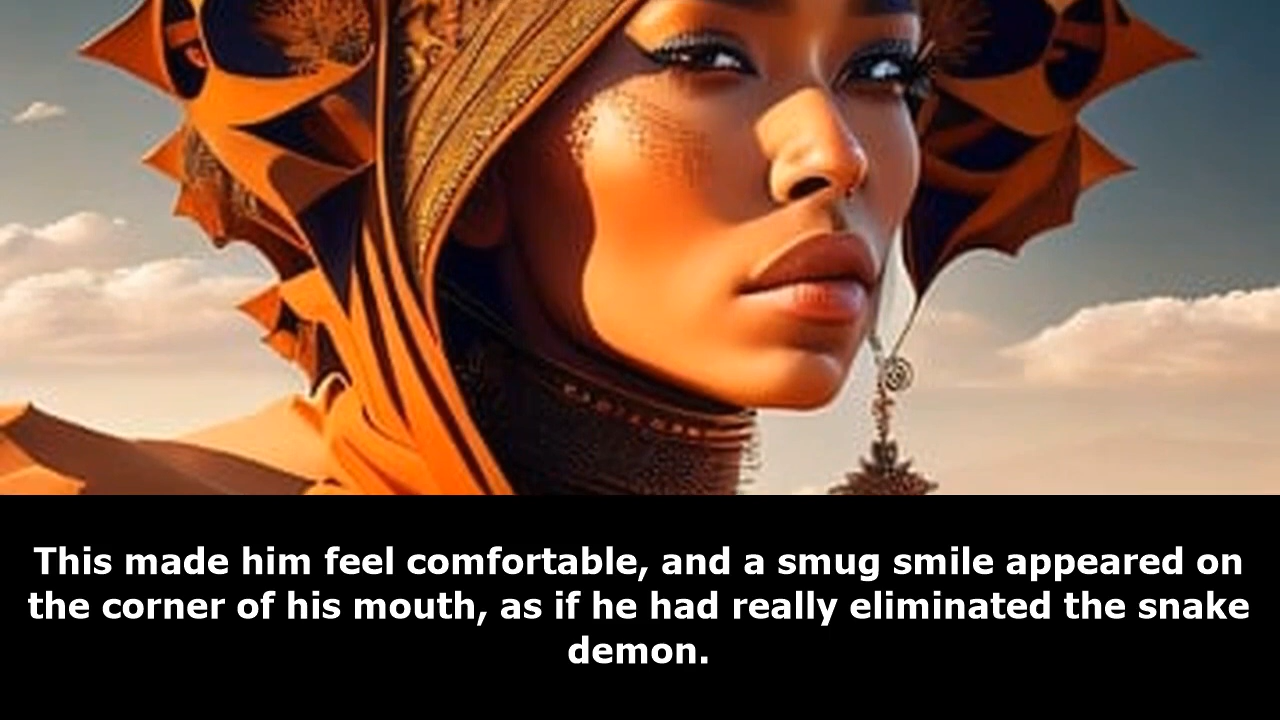 This made him feel comfortable, and a smug smile appeared on
the corner of his mouth, as if he had really eliminated the snake
demon.